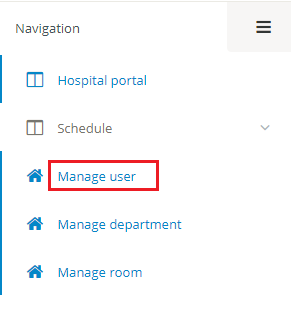 Navigation
Hospital portal
Schedule
Manage user
Manage department
Manage room